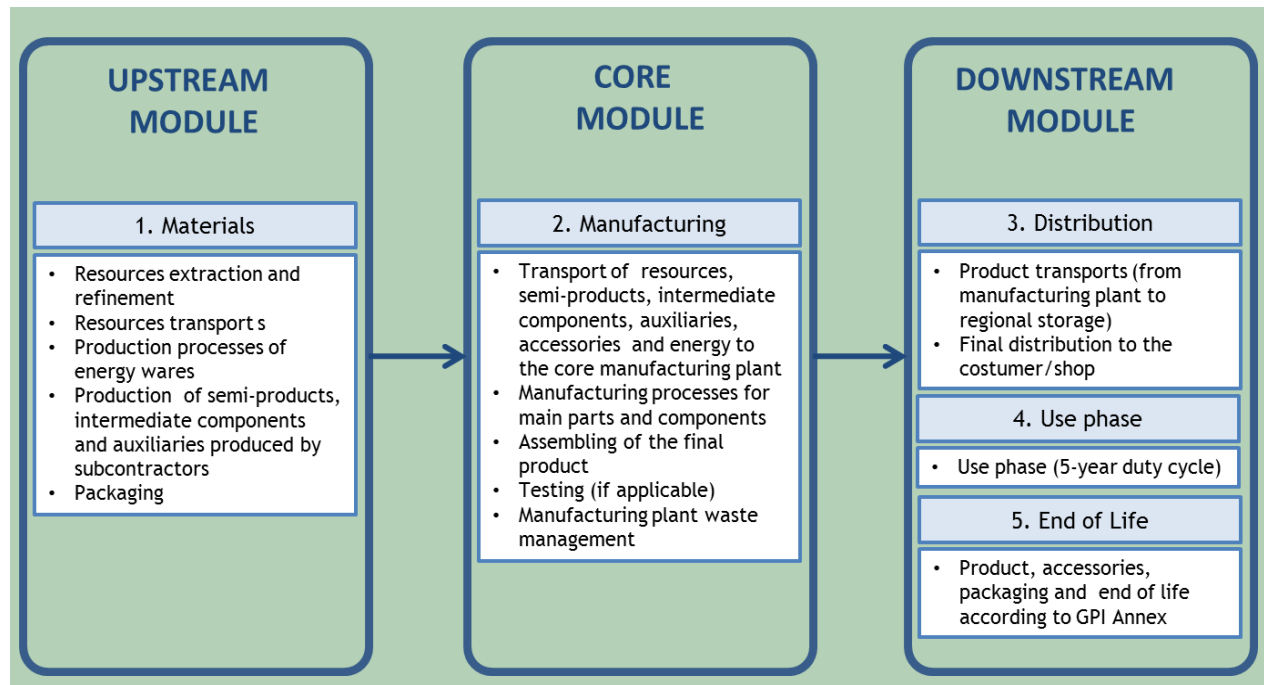 UPSTREAM
MODULE
1. Materials
• Resources extraction and
refinement
• Resources transport s
• Production processes of
energy wares
• Production of semi-products,
intermediate components
and auxiliaries produced by
subcontractors
• Packaging
CORE
MODULE
2. Manufacturing
• Transport of resources,
semi-products, intermediate
components, auxiliaries,
accessories and energy to
the core manufacturing plant
• Manufacturing processes for
main parts and components
• Assembling of the final
product
• Testing (if applicable)
• Manufacturing plant waste
management
DOWNSTREAM
MODULE
3. Distribution
• Product transports (from
manufacturing plant to
regional storage)
• Final distribution to the
costumer/shop
4. Use phase
• Use phase (5-year duty cycle)
5. End of Life
• Product, accessories,
packaging and end of life
according to GPI Annex